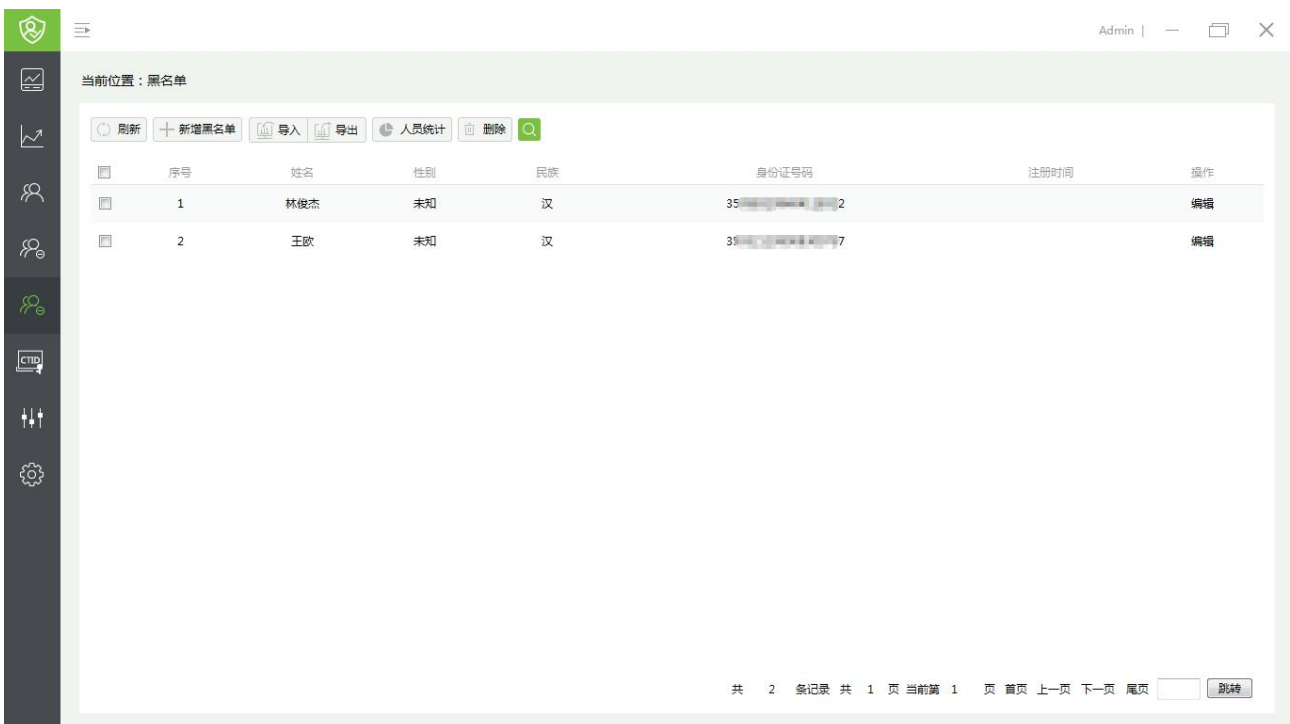 Admin |
当前位置：黑名单
刷新 新增黑名单 导入 导出 人员统计 删除
序号 姓名 性别 民族 身份证号码 注册时间 操作
1 林俊杰 未知 汉 35 2 编辑
2 王欧 未知 汉 7 编辑
CTID
共 2 条记录 共 1 页 当前第 1 页 首页 上一页 下一页 尾页 跳转